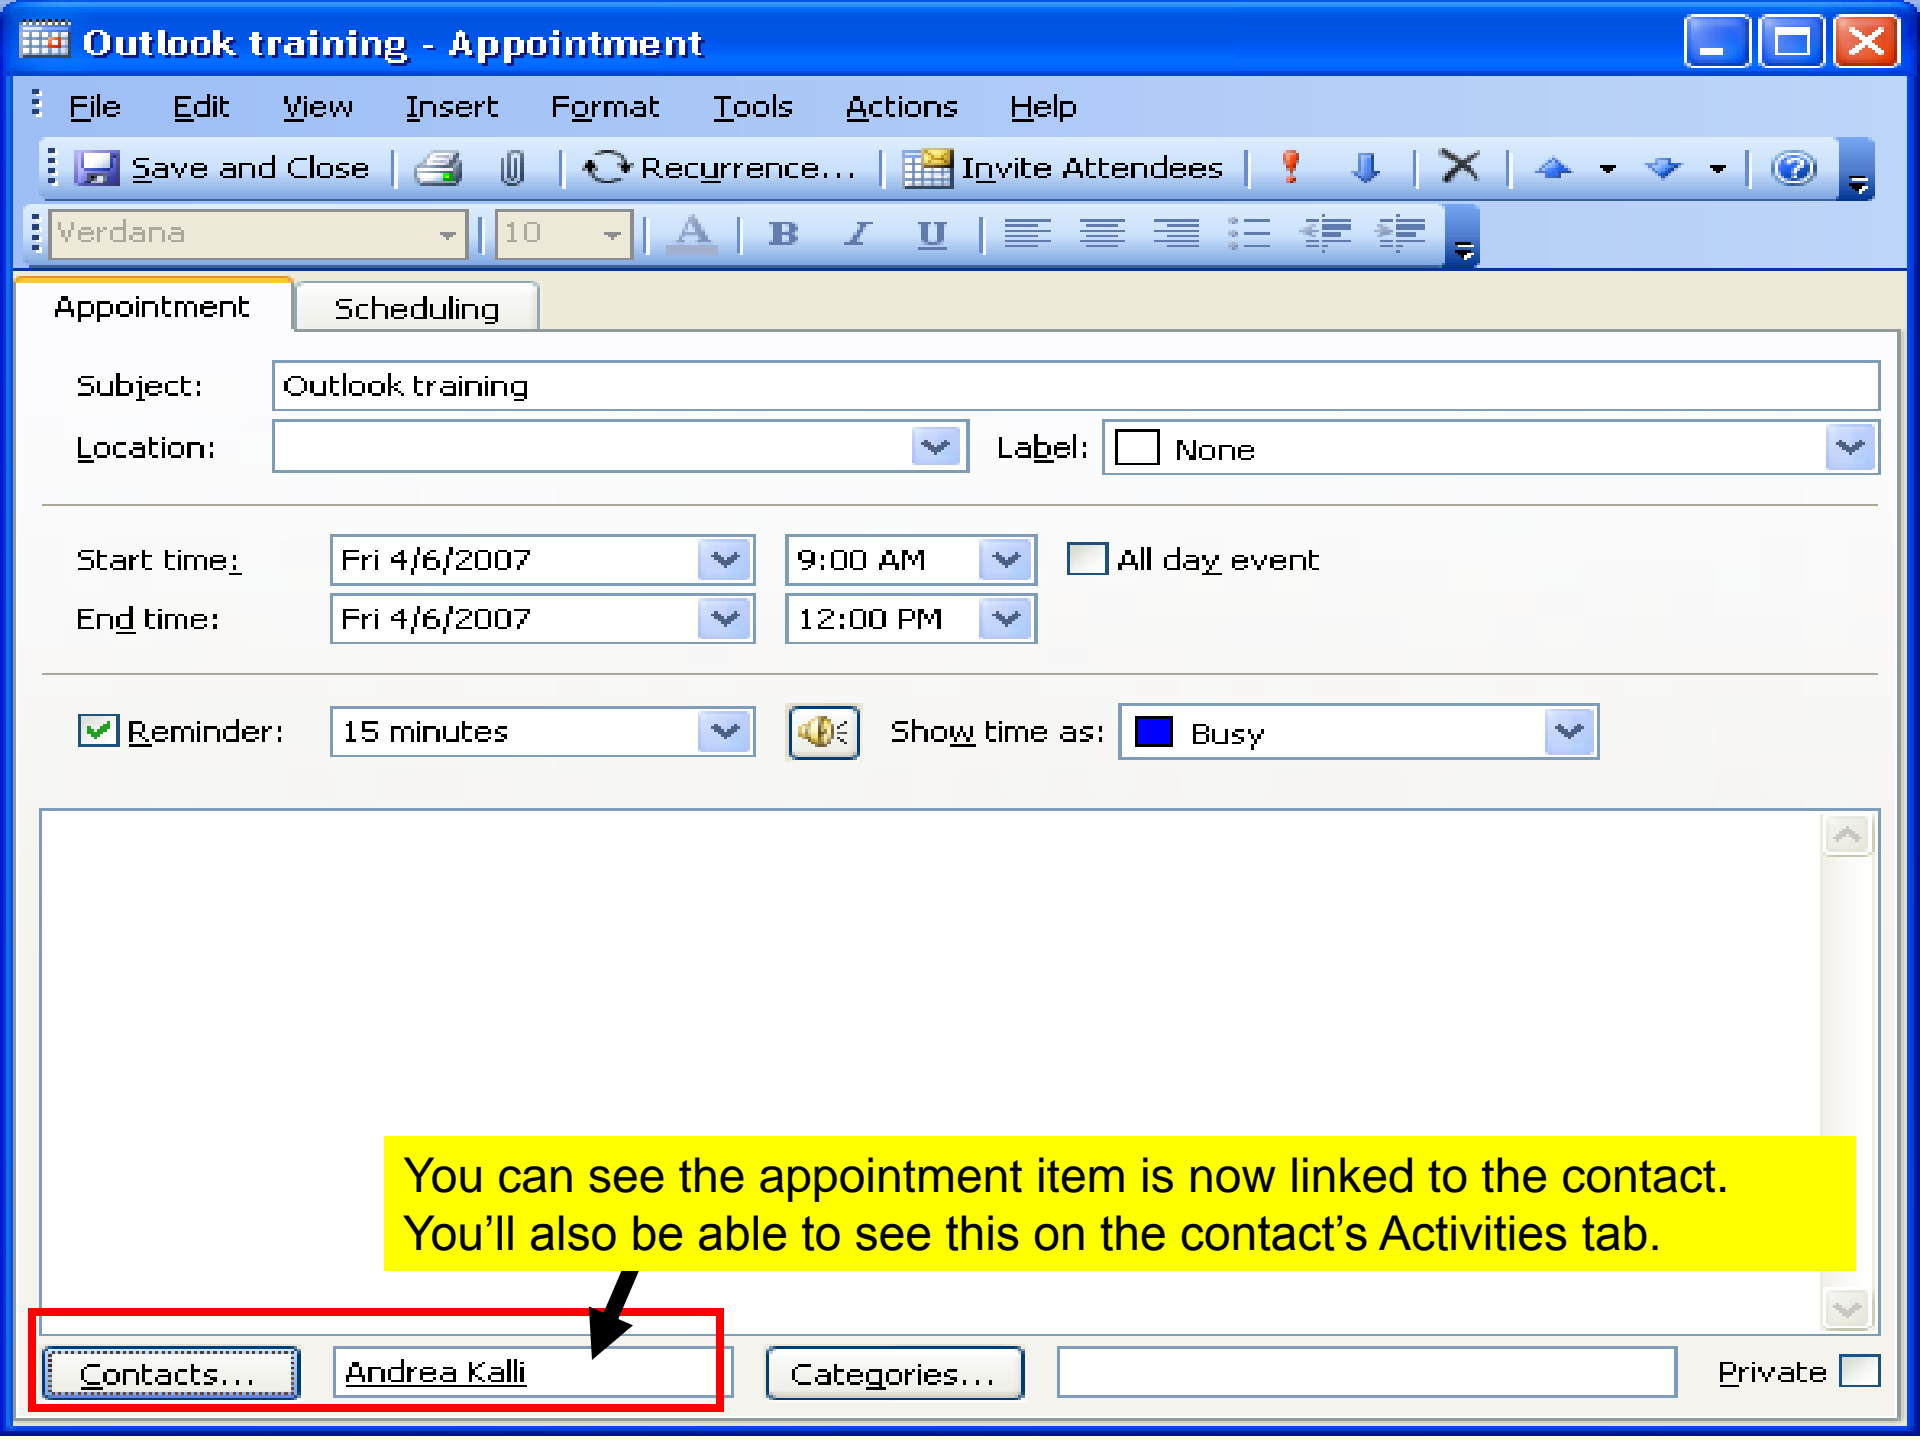 Outlook training - Appointment
File Edit View Insert Format Tools Actions Help
Save and Close Recurrence... Invite Attendees
Verdana 10 A B I U
Appointment Scheduling
Subject: Outlook training
Location: Label: None
Start time: Fri 4/6/2007 9:00 AM All day event
End time: Fri 4/6/2007 12:00 PM
Reminder: 15 minutes Show time as: Busy
You can see the appointment item is now linked to the contact.
You’ll also be able to see this on the contact’s Activities tab.
Contacts... Andrea Kalli Categories... Private